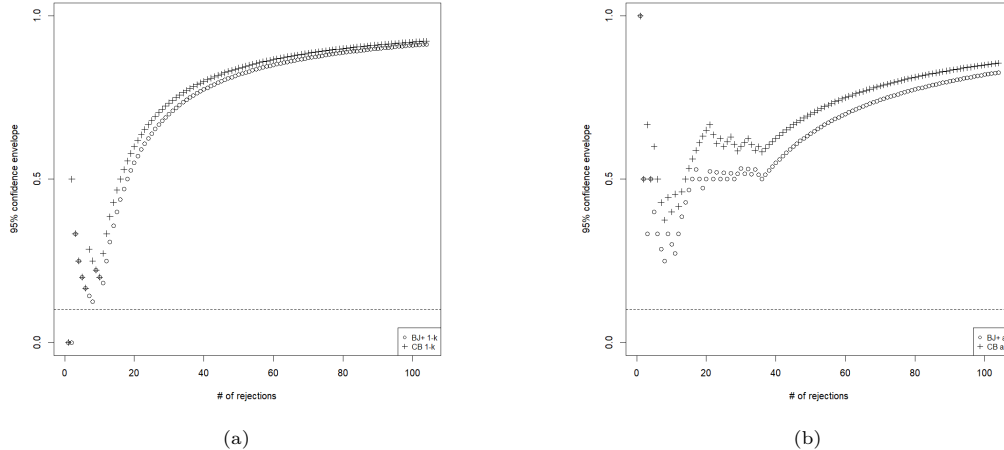 1.0
0.5
0.0
95% confidence envelope
0 20 40 60 80 100
# of rejections
BJ+ 1-k
CB 1-k
(a)
1.0
0.5
0.0
95% confidence envelope
0 20 40 60 80 100
# of rejections
BJ+ a
CB a
(b)